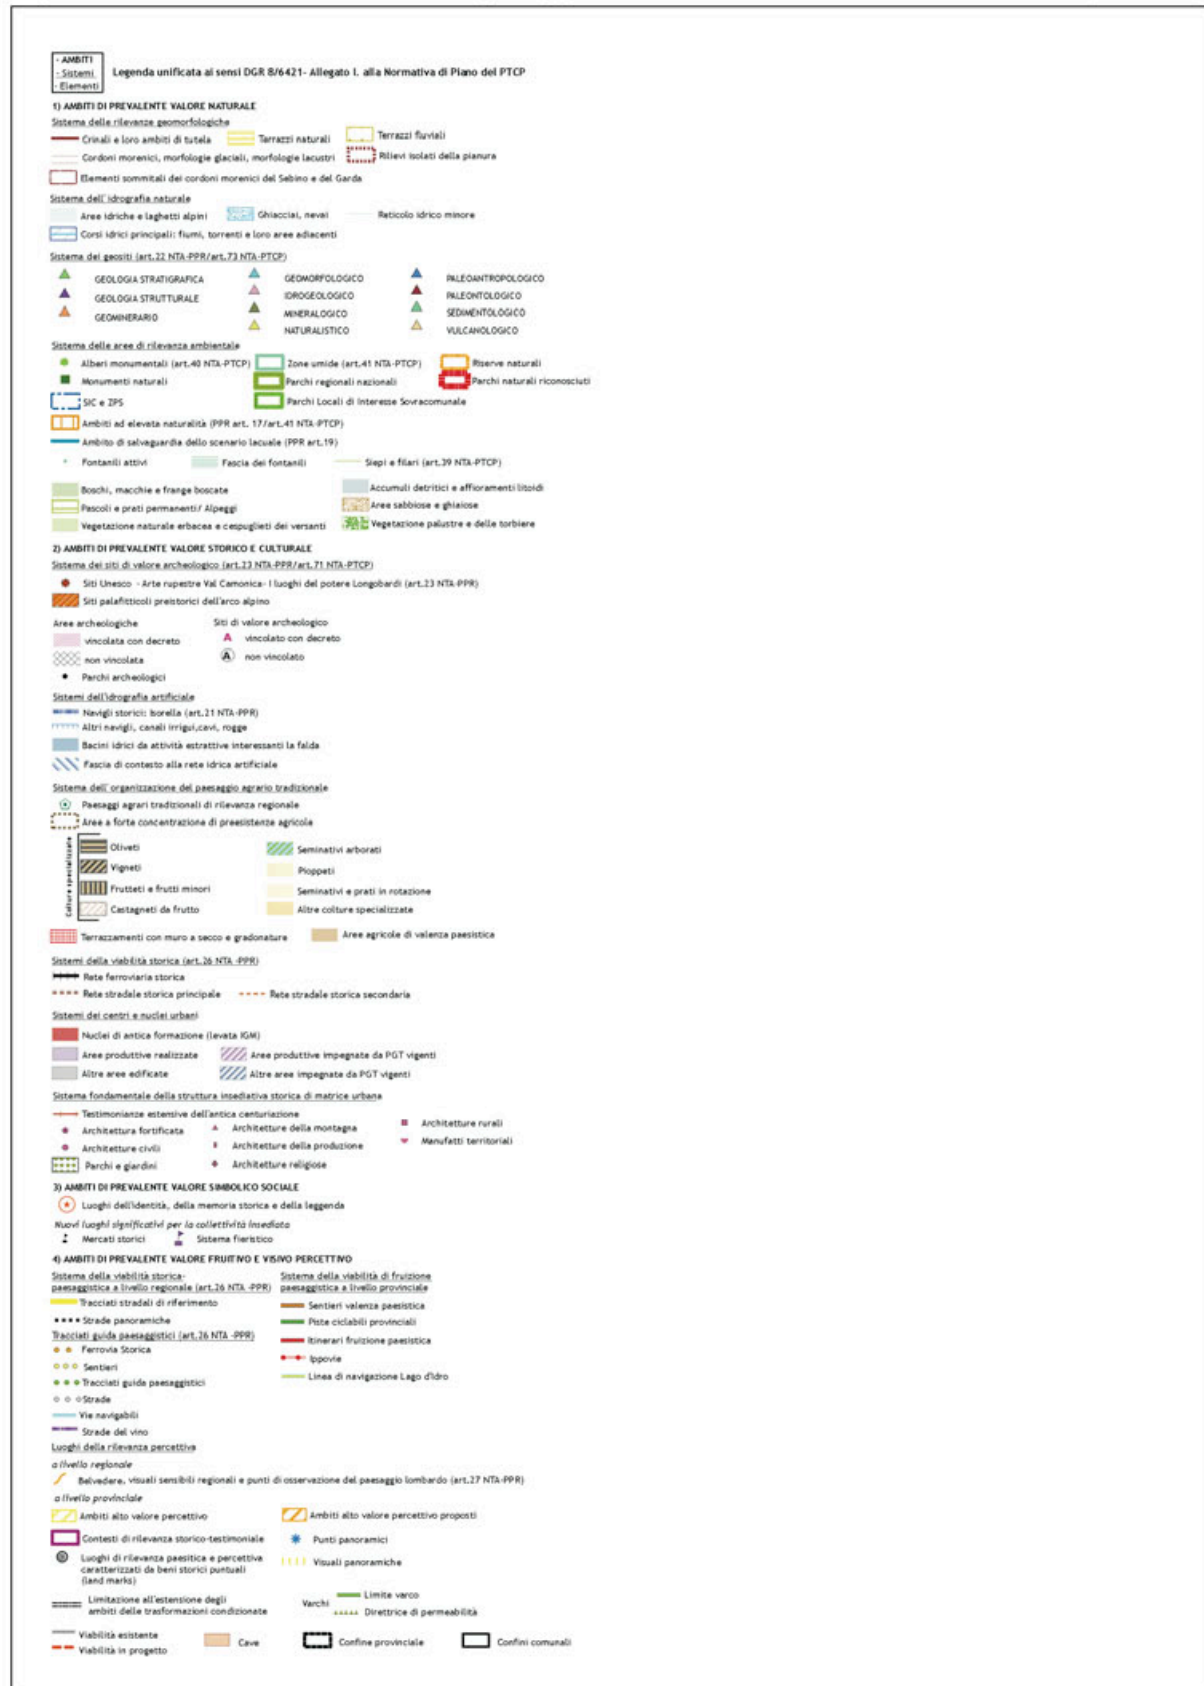 - AMBITI
- Sistemi
- Elementi
Legenda unificata ai sensi DGR 8/6421- Allegato I. alla Normativa di Piano del PTCP
1) AMBITI DI PREVALENTE VALORE NATURALE
Sistema delle rilevanze geomorfologiche
Crinali e loro ambiti di tutela
Terrazzi naturali
Terrazzi fluviali
Cordoni morenici, morfologie glaciali, morfologie lacustri
Rilievi isolati della pianura
Elementi sommitali dei cordoni morenici del Sebino e del Garda
Sistema dell'idrografia naturale
Aree idriche e laghetti alpini
Ghiacciai, nevai
Reticolo idrico minore
Corsi idrici principali: fiumi, torrenti e loro aree adiacenti
Sistema dei geositi (art.22 NTA-PPR/art.73 NTA-PTCP)
GEOLOGIA STRATIGRAFICA
GEOMORFOLOGICO
PALEOANTROPOLOGICO
GEOLOGIA STRUTTURALE
IDROGEOLOGICO
PALEONTOLOGICO
GEOMINERARIO
MINERALOGICO
SEDIMENTOLOGICO
NATURALISTICO
VULCANOLOGICO
Sistema delle aree di rilevanza ambientale
Alberi monumentali (art.40 NTA-PTCP)
Zone umide (art.41 NTA-PTCP)
Riserve naturali
Monumenti naturali
Parchi regionali nazionali
Parchi naturali riconosciuti
SIC e ZPS
Parchi Locali di Interesse Sovracomunale
Ambiti ad elevata naturalità (PPR art. 17/art.41 NTA-PTCP)
Ambito di salvaguardia dello scenario lacuale (PPR art.19)
Fontanili attivi
Fascia dei fontanili
Siepi e filari (art.39 NTA-PTCP)
Boschi, macchie e frange boscate
Accumuli detritici e affioramenti litoidi
Pascoli e prati permanenti/ Alpeggi
Aree sabbiose e ghiaiose
Vegetazione naturale erbacea e cespuglieti dei versanti
Vegetazione palustre e delle torbiere
2) AMBITI DI PREVALENTE VALORE STORICO E CULTURALE
Sistema dei siti di valore archeologico (art.23 NTA-PPR/art.71 NTA-PTCP)
Siti Unesco - Arte rupestre Val Camonica- I luoghi del potere Longobardi (art.23 NTA-PPR)
Siti palafitticoli preistorici dell'arco alpino
Aree archeologiche
Siti di valore archeologico
vincolata con decreto
A vincolato con decreto
non vincolata
A non vincolato
Parchi archeologici
Sistemi dell'idrografia artificiale
Navigli storici: Isorella (art.21 NTA-PPR)
Altri navigli, canali irrigui,cavi, rogge
Bacini idrici da attività estrattive interessanti la falda
Fascia di contesto alla rete idrica artificiale
Sistema dell'organizzazione del paesaggio agrario tradizionale
Paesaggi agrari tradizionali di rilevanza regionale
Aree a forte concentrazione di preesistenze agricole
Colture specializzate
Oliveti
Seminativi arborati
Vigneti
Pioppeti
Frutteti e frutti minori
Seminativi e prati in rotazione
Castagneti da frutto
Altre colture specializzate
Terrazzamenti con muro a secco e gradonature
Aree agricole di valenza paesistica
Sistemi della viabilità storica (art.26 NTA -PPR)
Rete ferroviaria storica
Rete stradale storica principale
Rete stradale storica secondaria
Sistemi dei centri e nuclei urbani
Nuclei di antica formazione (levata IGM)
Aree produttive realizzate
Aree produttive impegnate da PGT vigenti
Altre aree edificate
Altre aree impegnate da PGT vigenti
Sistema fondamentale della struttura insediativa storica di matrice urbana
Testimonianze estensive dell'antica centuriazione
Architettura fortificata
Architetture della montagna
Architetture rurali
Architetture civili
Architetture della produzione
Manufatti territoriali
Parchi e giardini
Architetture religiose
3) AMBITI DI PREVALENTE VALORE SIMBOLICO SOCIALE
Luoghi dell'identità, della memoria storica e della leggenda
Nuovi luoghi significativi per la collettività insediata
Mercati storici
Sistema fieristico
4) AMBITI DI PREVALENTE VALORE FRUITIVO E VISIVO PERCETTIVO
Sistema della viabilità storica-
paesaggistica a livello regionale (art.26 NTA -PPR)
Sistema della viabilità di fruizione
paesaggistica a livello provinciale
Tracciati stradali di riferimento
Sentieri valenza paesistica
Strade panoramiche
Piste ciclabili provinciali
Tracciati guida paesaggistici (art.26 NTA -PPR)
Itinerari fruizione paesistica
Ferrovia Storica
Ippovie
Sentieri
Linea di navigazione Lago d'Idro
Tracciati guida paesaggistici
Strade
Vie navigabili
Strade del vino
Luoghi della rilevanza percettiva
a livello regionale
Belvedere, visuali sensibili regionali e punti di osservazione del paesaggio lombardo (art.27 NTA-PPR)
a livello provinciale
Ambiti alto valore percettivo
Ambiti alto valore percettivo proposti
Contesti di rilevanza storico-testimoniale
Punti panoramici
Luoghi di rilevanza paesitica e percettiva
caratterizzati da beni storici puntuali
(land marks)
Visuali panoramiche
Limitazione all'estensione degli
ambiti delle trasformazioni condizionate
Varchi
Limite varco
Direttrice di permeabilità
Viabilità esistente
Viabilità in progetto
Cave
Confine provinciale
Confini comunali